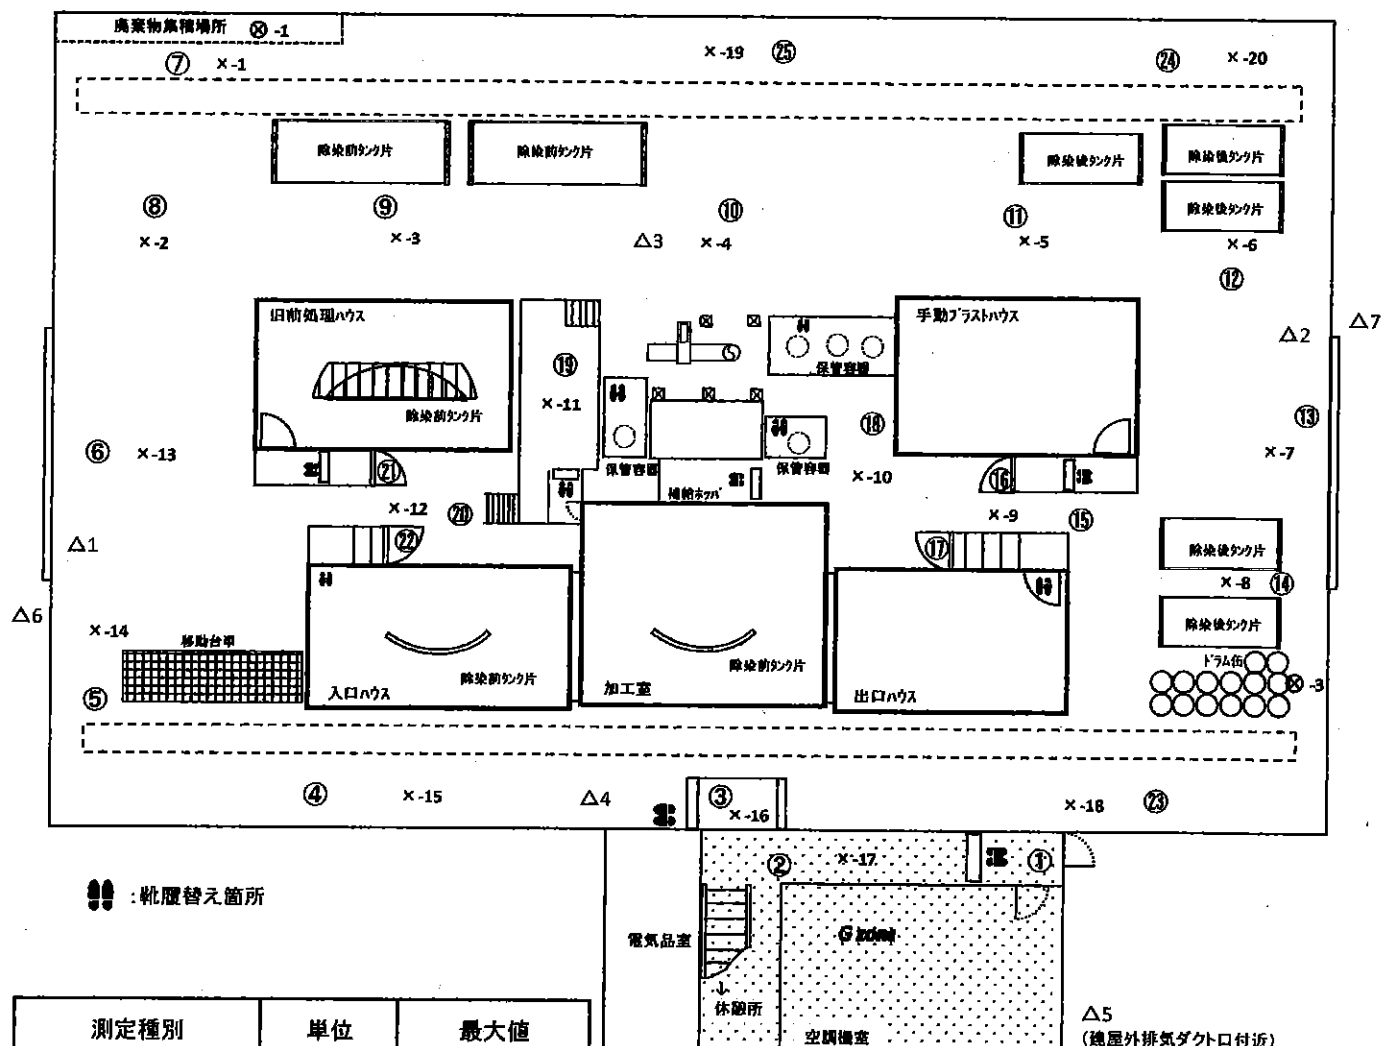 廃棄物集積場所 ⊗ -1
⑦ × -1
× -19 ㉕
㉔ × -20
除染前タンク片
除染前タンク片
除染後タンク片
除染後タンク片
除染後タンク片
⑧
× -2
⑨
× -3
△3
⑩
× -4
⑪
× -5
× -6
⑫
旧前処理ハウス
除染前タンク片
⑲
× -11
保管容器
手動ブラストハウス
△2
△7
⑬
× -7
⑥ × -13
㉑
保管容器
補給ホッパ
保管容器
⑱
× -10
⑯
× -12
⑳
㉒
× -9
⑮
⑰
△1
△6
× -14
除染後タンク片
× -8 ⑭
除染後タンク片
移動台車
⑤
入口ハウス
除染前タンク片
加工室
除染前タンク片
出口ハウス
ドラム缶
⊗ -3
④
× -15
△4
③
× -16
× -18
㉓
②
× -17
①
:靴履替え箇所
電気品室
G zone
休憩所
空調機室
△5
(建屋外排気ダクト口付近)
測定種別 単位 最大値